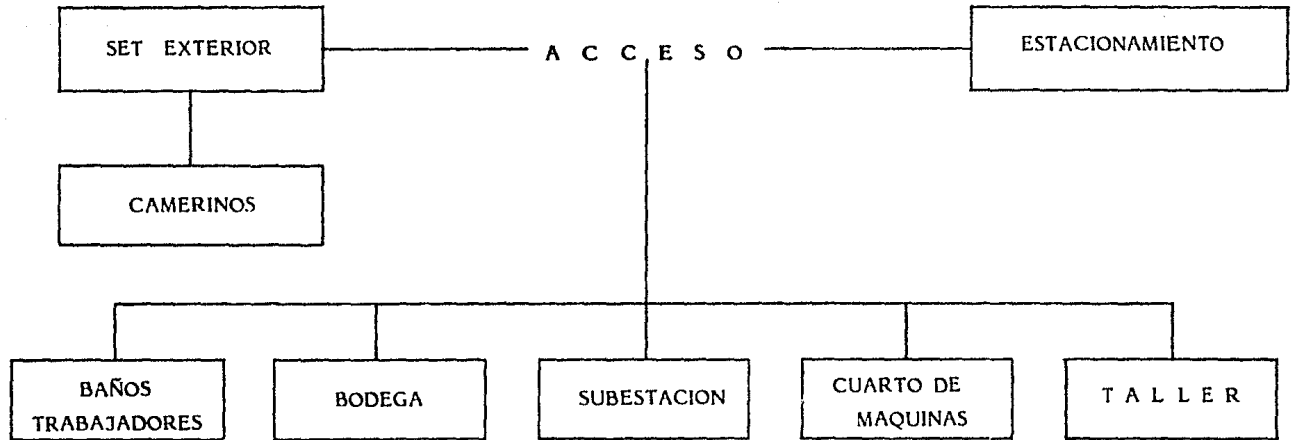 SET EXTERIOR
A C C E S O
ESTACIONAMIENTO
CAMERINOS
BAÑOS
TRABAJADORES
BODEGA
SUBESTACION
CUARTO DE
MAQUINAS
T A L L E R